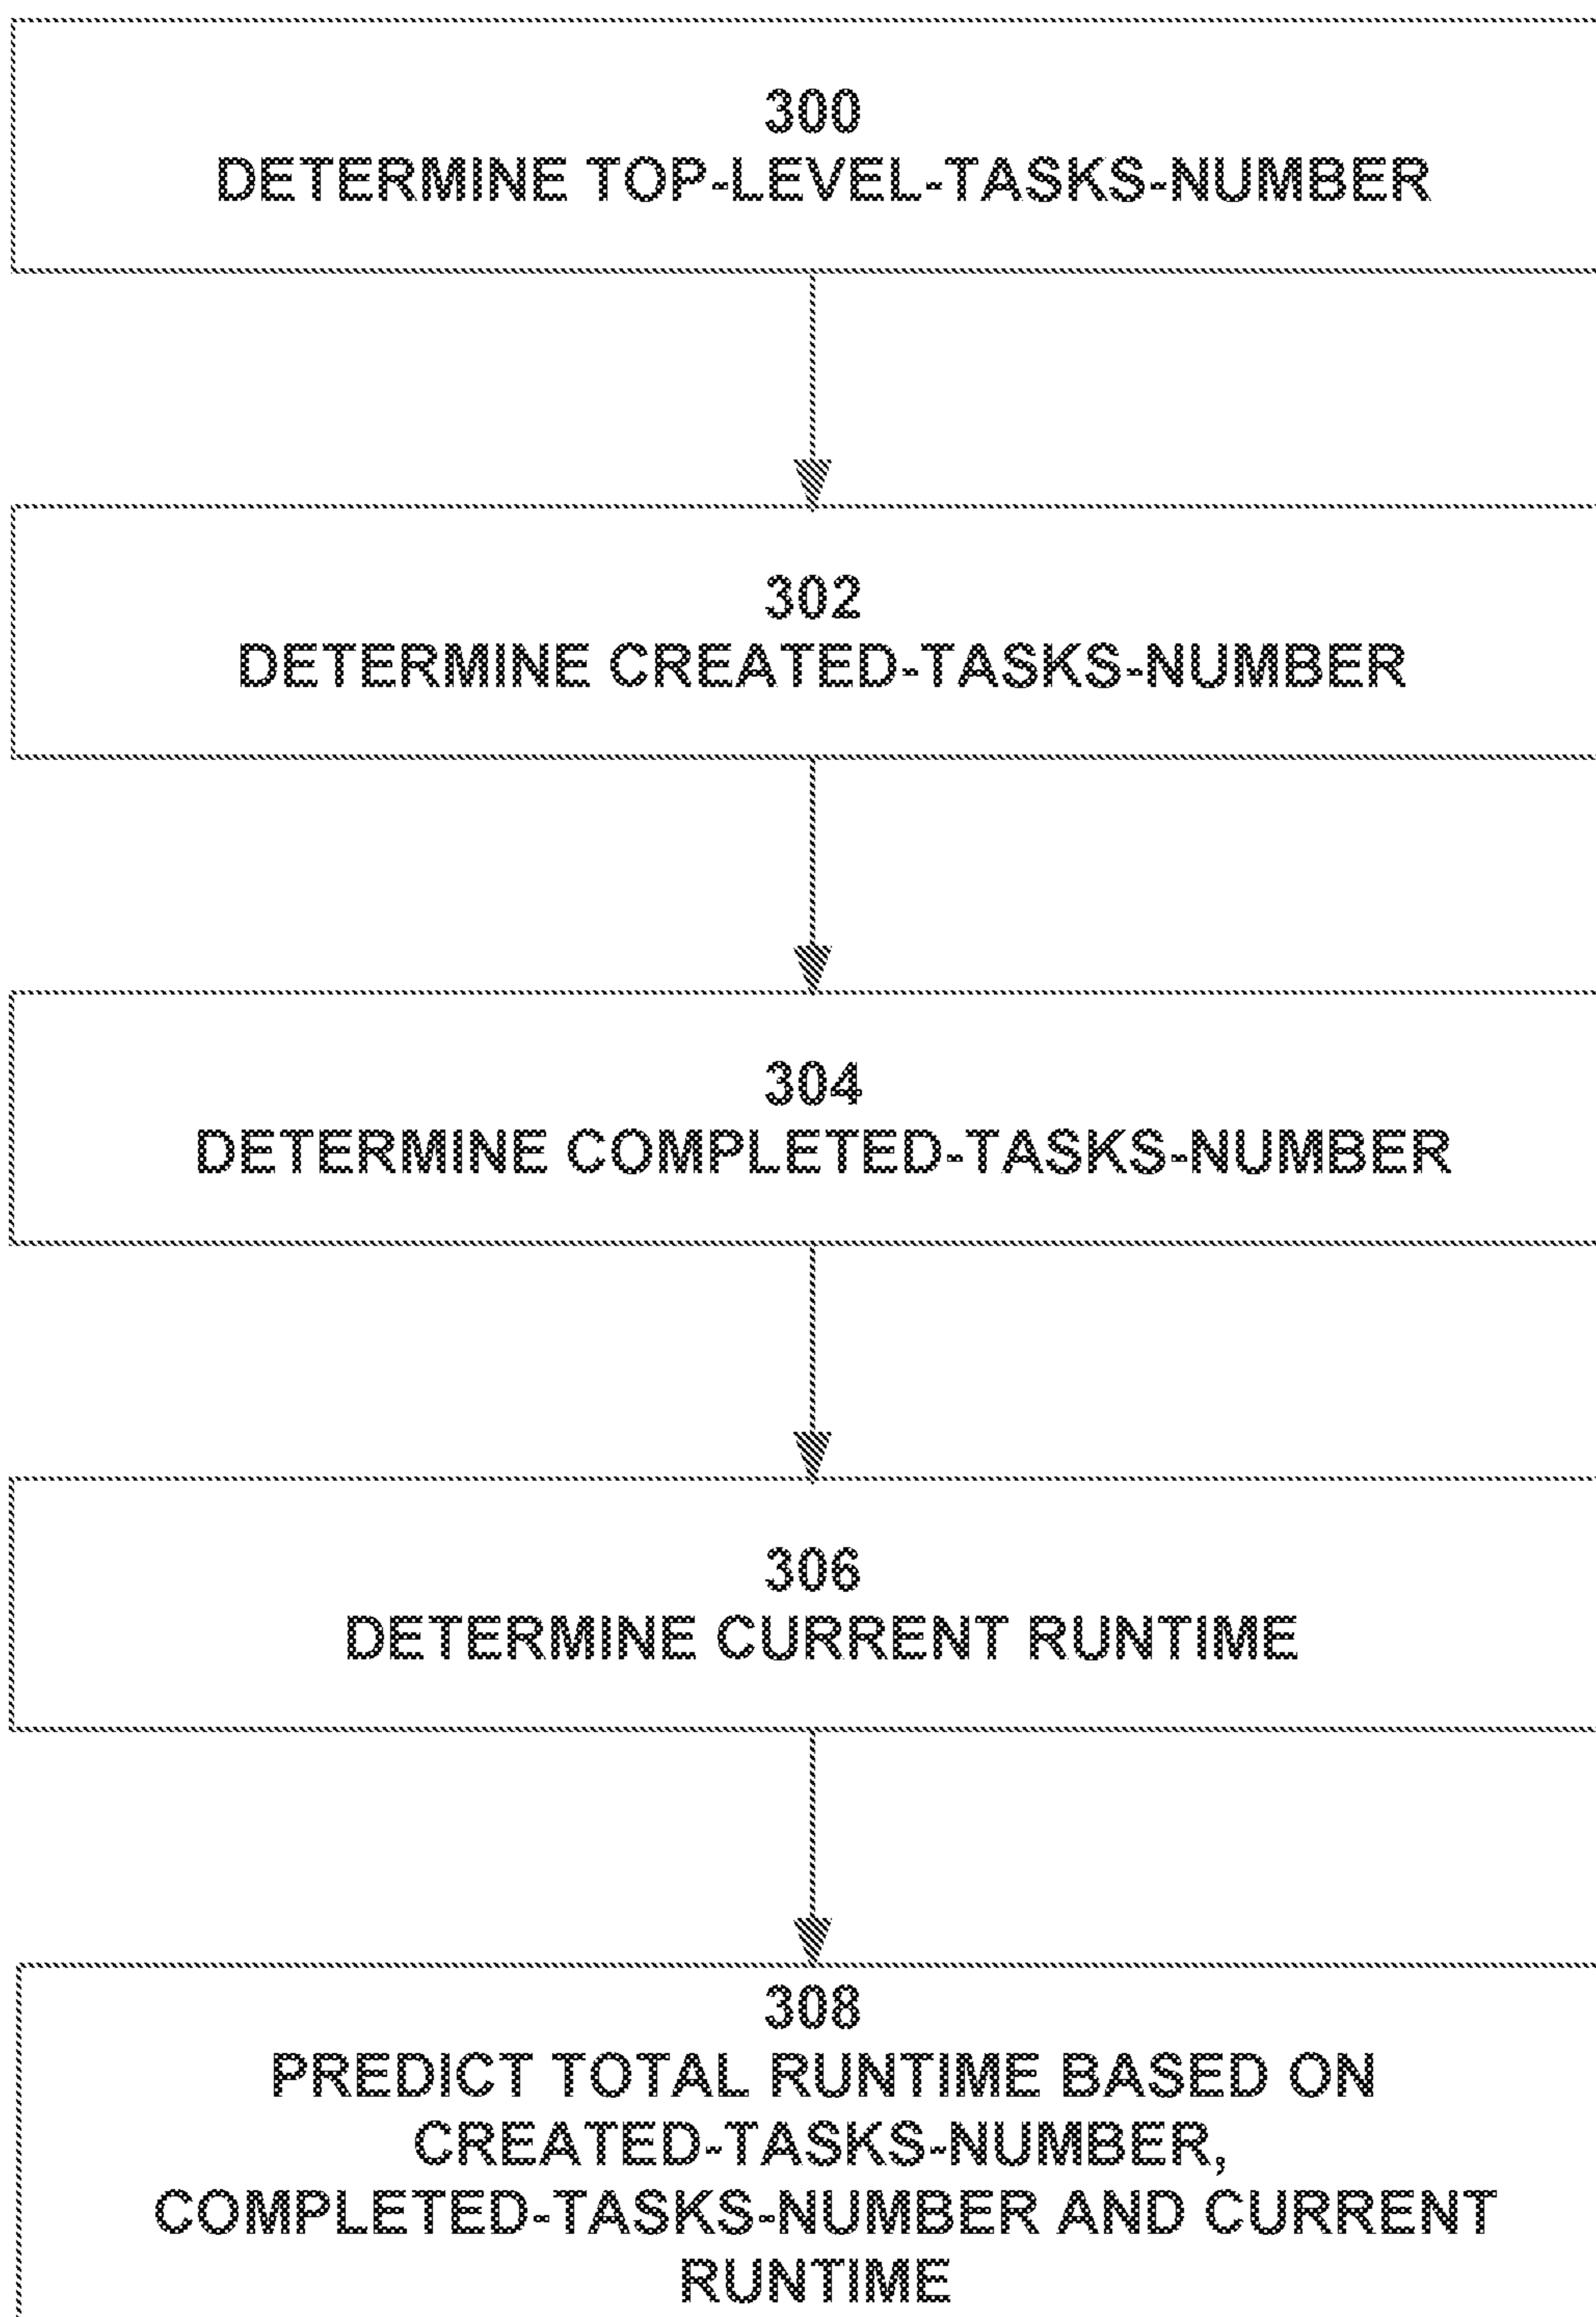 300
DETERMINE TOP-LEVEL-TASKS-NUMBER
302
DETERMINE CREATED-TASKS-NUMBER
304
DETERMINE COMPLETED-TASKS-NUMBER
306
DETERMINE CURRENT RUNTIME
308
PREDICT TOTAL RUNTIME BASED ON
CREATED-TASKS-NUMBER,
COMPLETED-TASKS-NUMBER AND CURRENT
RUNTIME